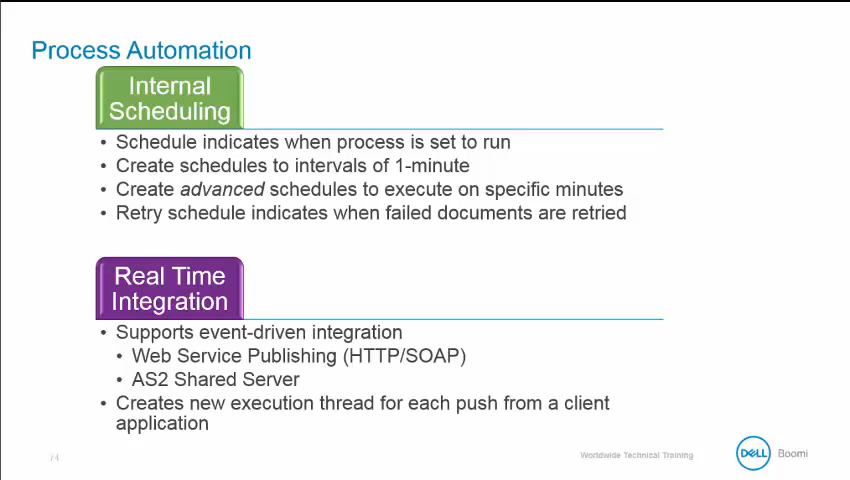 Process Automation
Internal
Scheduling
• Schedule indicates when process is set to run
• Create schedules to intervals of 1-minute
• Create advanced schedules to execute on specific minutes
• Retry schedule indicates when failed documents are retried
Real Time
Integration
• Supports event-driven integration
• Web Service Publishing (HTTP/SOAP)
• AS2 Shared Server
• Creates new execution thread for each push from a client
application
74
Worldwide Technical Training
DELL
Boomi